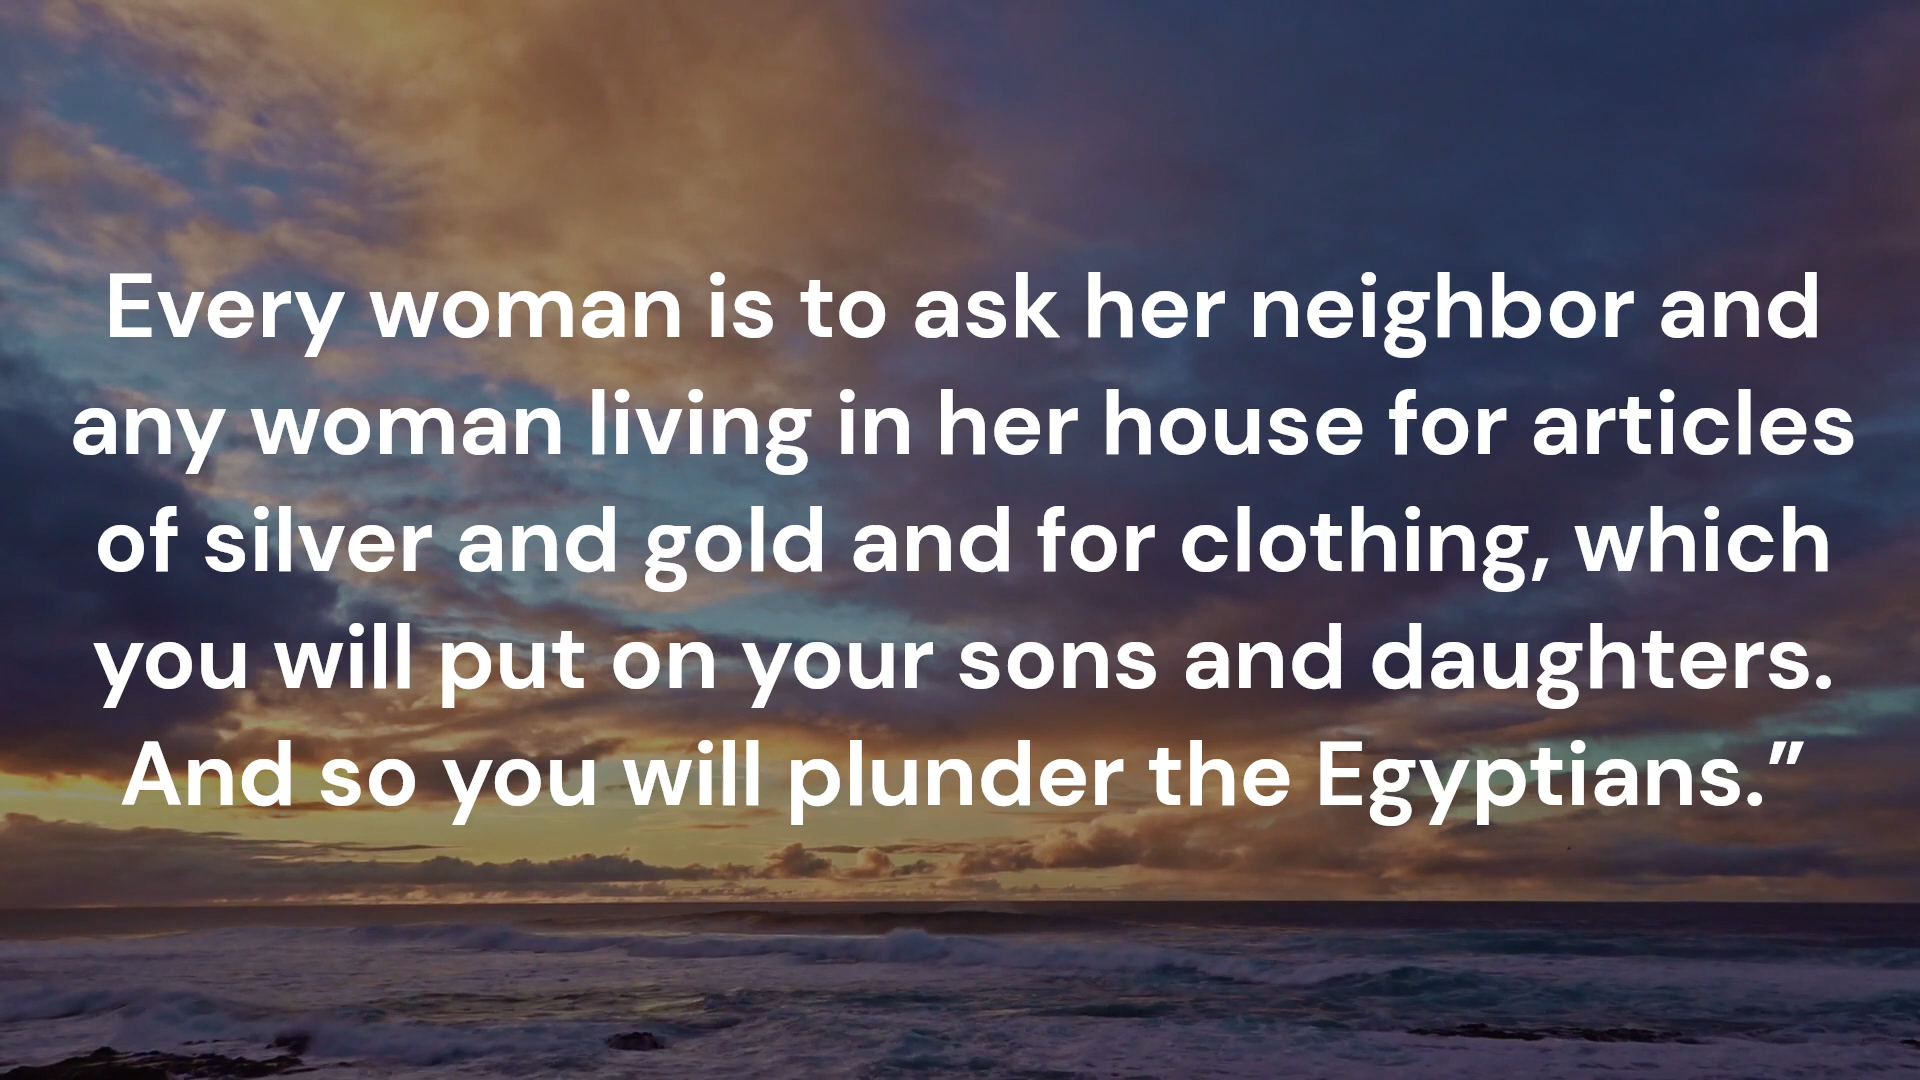 Every woman is to ask her neighbor and
any woman living in her house for articles
of silver and gold and for clothing, which
you will put on your sons and daughters.
And so you will plunder the Egyptians.”